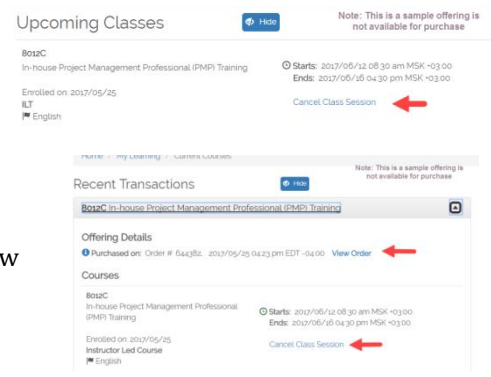 Upcoming Classes
Hide
Note: This is a sample offering is
not available for purchase
8012C
In-house Project Management Professional (PMP) Training
Starts: 2017/06/12 08:30 am MSK +03:00
Ends: 2017/06/16 04:30 pm MSK +03:00
Enrolled on: 2017/05/25
ILT
English
Cancel Class Session
Home / My Learning / Current Courses
Note: This is a sample offering is
not available for purchase
Recent Transactions
Hide
8012C In-house Project Management Professional (PMP) Training
Offering Details
Purchased on: Order # 644382, 2017/05/25 04:23 pm EDT -04:00 View Order
w
Courses
8012C
In-house Project Management Professional
(PMP) Training
Starts: 2017/06/12 08:30 am MSK +03:00
Ends: 2017/06/16 04:30 pm MSK +03:00
Enrolled on: 2017/05/25
Instructor Led Course
English
Cancel Class Session